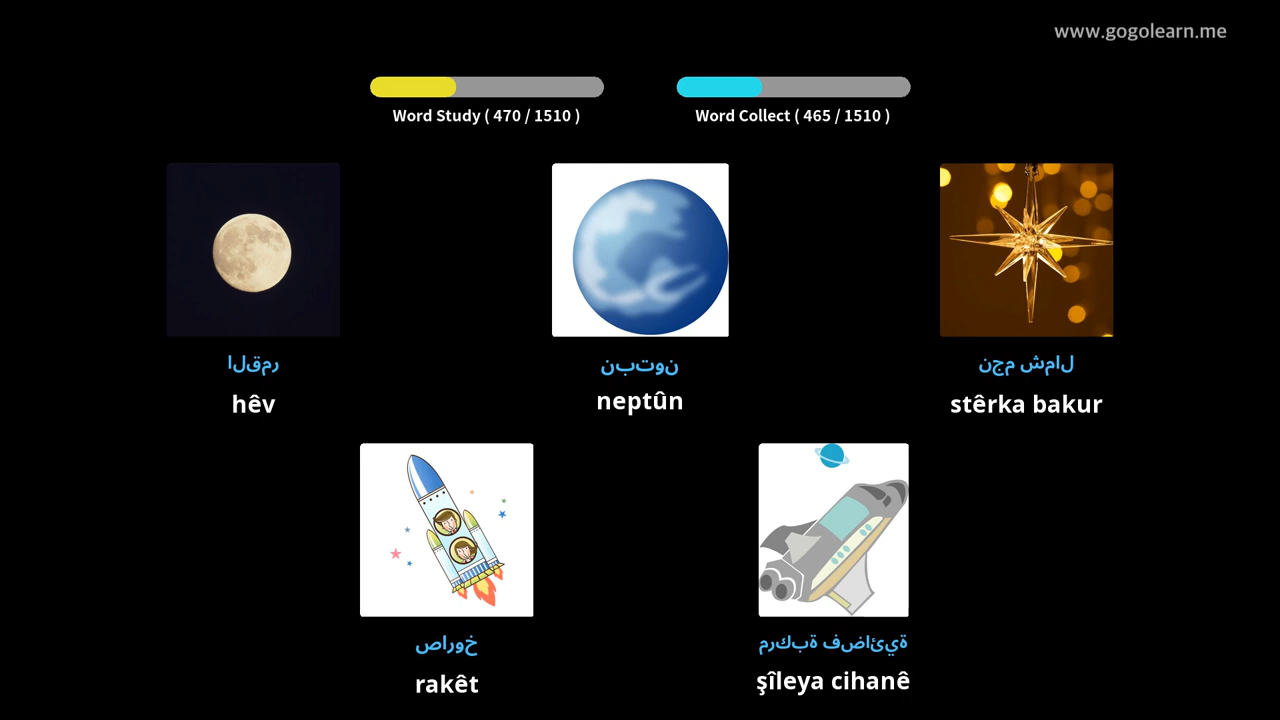 www.gogolearn.me
Word Study ( 470 / 1510 )
Word Collect ( 465 / 1510 )
القمر
hêv
نبتون
neptûn
نجم شمال
stêrka bakur
صاروخ
rakêt
مركبة فضائية
şîleya cihanê